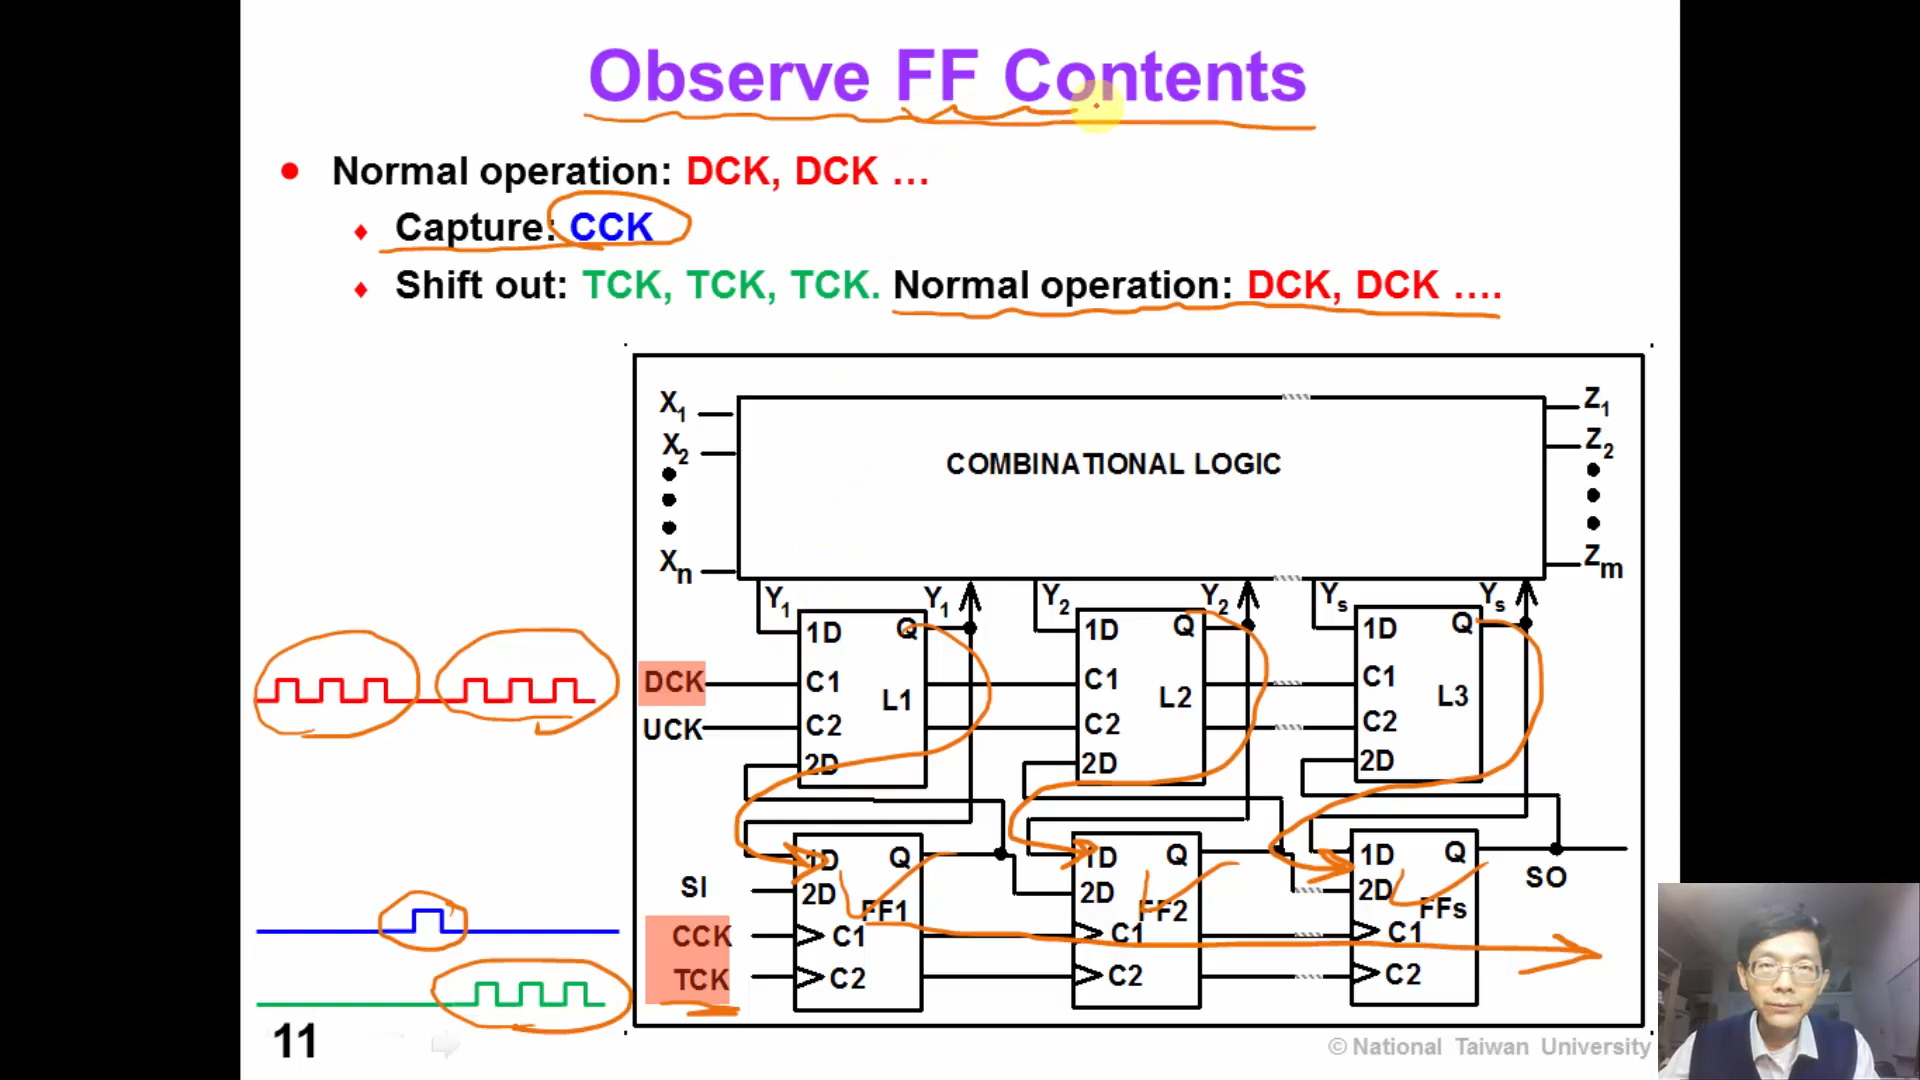 Observe FF Contents
Normal operation: DCK, DCK …
Capture: CCK
Shift out: TCK, TCK, TCK. Normal operation: DCK, DCK ….
X1
X2
Xn
COMBINATIONAL LOGIC
Z1
Z2
Zm
Y1 Y1 Y2 Y2 Ys Ys
1D Q 1D Q 1D Q
DCK C1 L1 C1 L2 C1 L3
UCK C2 C2 C2
2D 2D 2D
1D Q 1D Q 1D Q
SI 2D FF1 2D FF2 2D FFs SO
CCK C1 C1 C1
TCK C2 C2 C2
11
© National Taiwan University